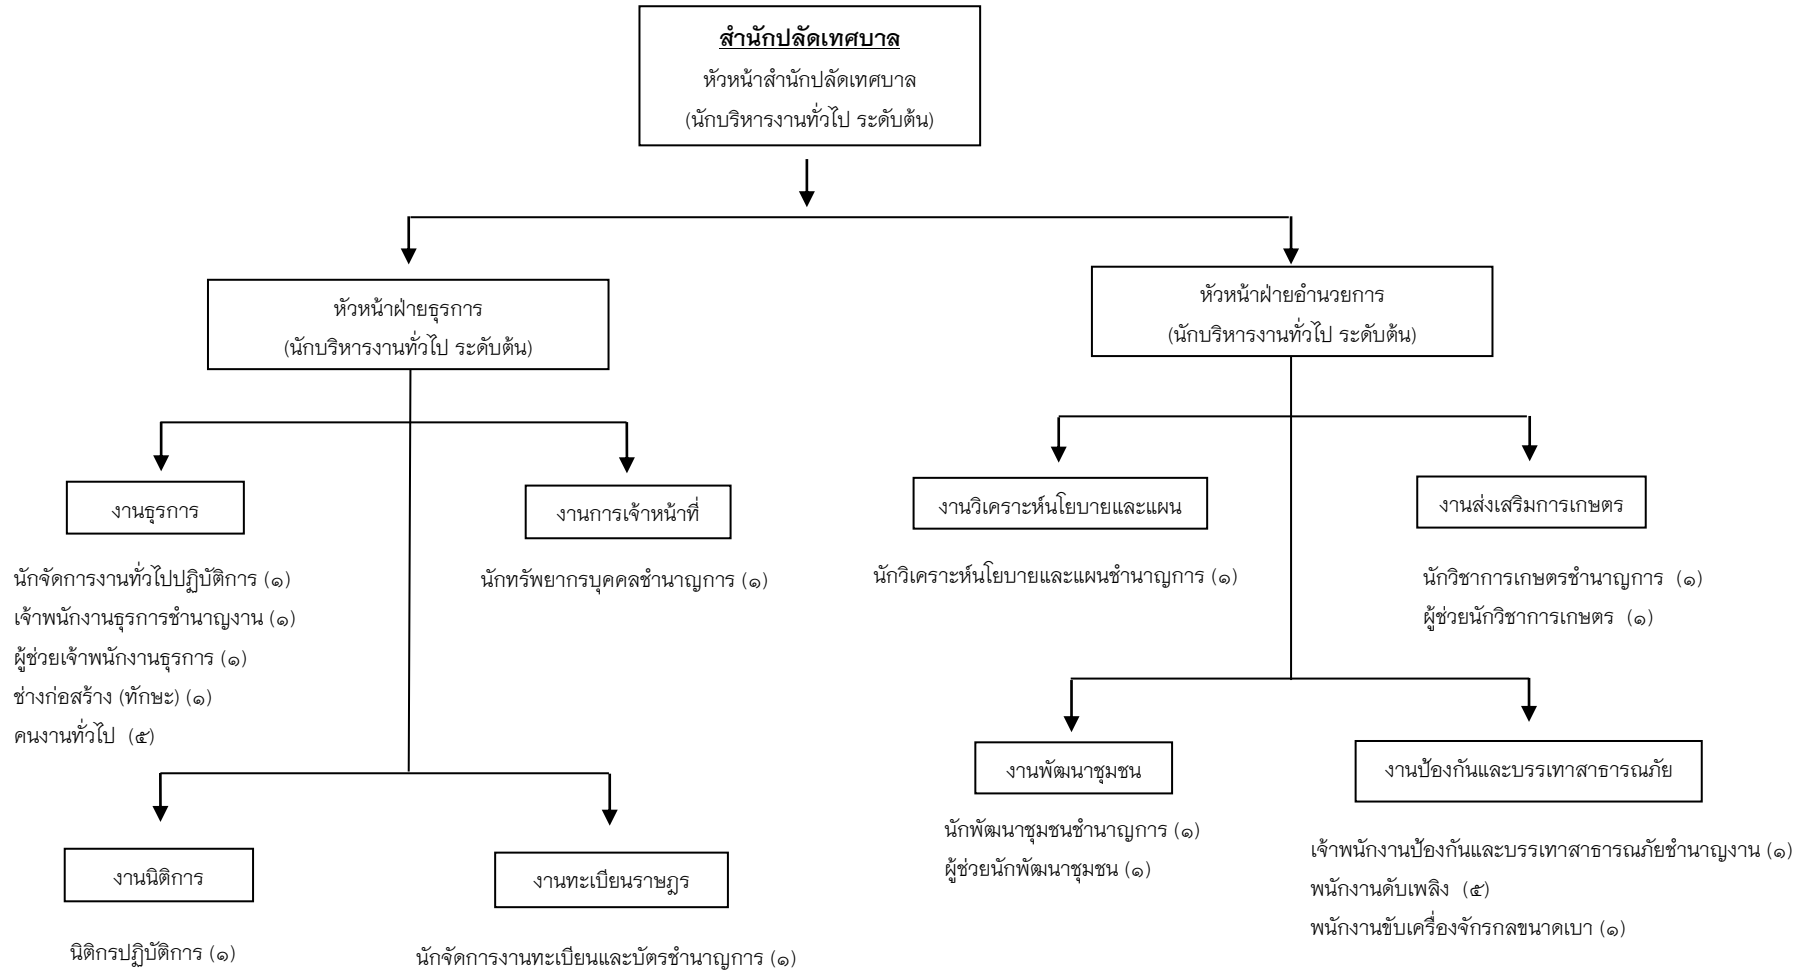 สำนักปลัดเทศบาล
หัวหน้าสำนักปลัดเทศบาล
(นักบริหารงานทั่วไป ระดับต้น)
หัวหน้าฝ่ายธุรการ
(นักบริหารงานทั่วไป ระดับต้น)
หัวหน้าฝ่ายอำนวยการ
(นักบริหารงานทั่วไป ระดับต้น)
งานธุรการ
นักจัดการงานทั่วไปปฏิบัติการ (๑)
เจ้าพนักงานธุรการชำนาญงาน (๑)
ผู้ช่วยเจ้าพนักงานธุรการ (๑)
ช่างก่อสร้าง (ทักษะ) (๑)
คนงานทั่วไป (๕)
งานการเจ้าหน้าที่
นักทรัพยากรบุคคลชำนาญการ (๑)
งานวิเคราะห์นโยบายและแผน
นักวิเคราะห์นโยบายและแผนชำนาญการ (๑)
งานส่งเสริมการเกษตร
นักวิชาการเกษตรชำนาญการ (๑)
ผู้ช่วยนักวิชาการเกษตร (๑)
งานนิติการ
นิติกรปฏิบัติการ (๑)
งานทะเบียนราษฎร
นักจัดการงานทะเบียนและบัตรชำนาญการ (๑)
งานพัฒนาชุมชน
นักพัฒนาชุมชนชำนาญการ (๑)
ผู้ช่วยนักพัฒนาชุมชน (๑)
งานป้องกันและบรรเทาสาธารณภัย
เจ้าพนักงานป้องกันและบรรเทาสาธารณภัยชำนาญงาน (๑)
พนักงานดับเพลิง (๕)
พนักงานขับเครื่องจักรกลขนาดเบา (๑)